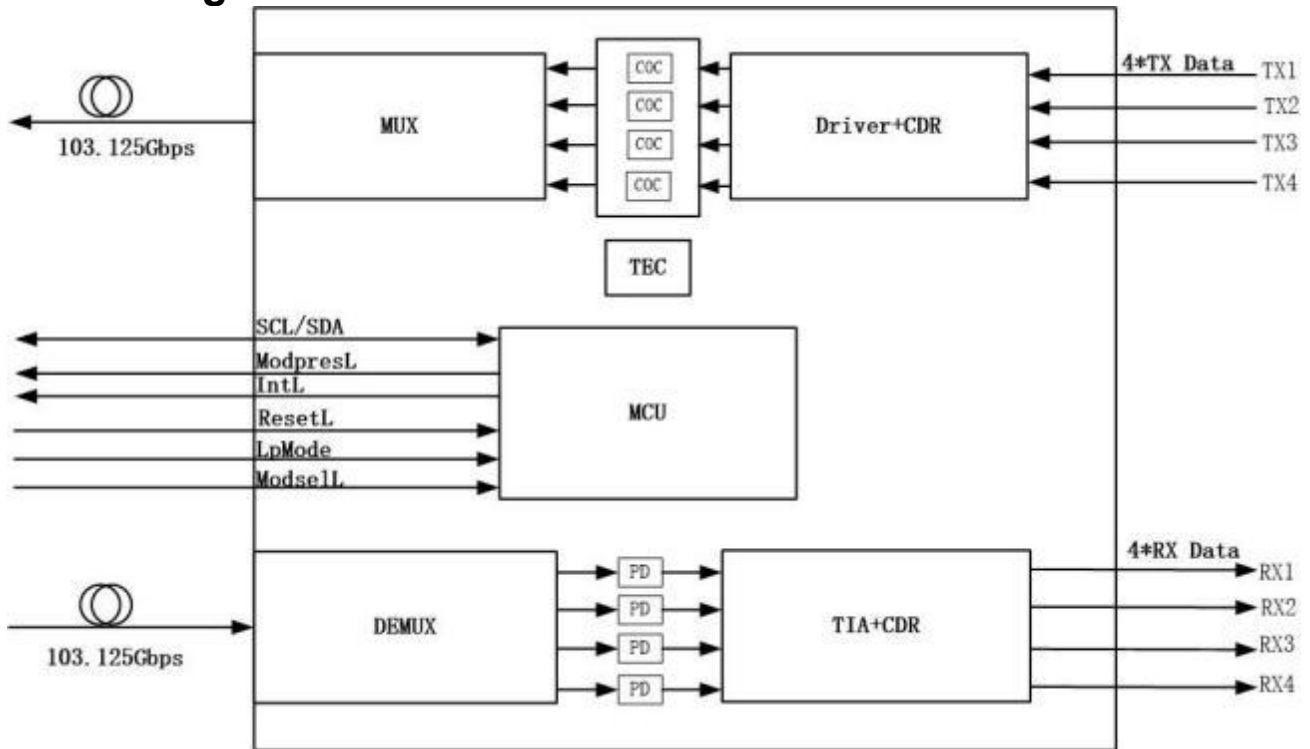 COC
4*TX Data
TX1
COC
TX2
MUX
Driver+CDR
103.125Gbps
COC
TX3
COC
TX4
TEC
SCL/SDA
ModpresL
IntL
MCU
ResetL
LpMode
ModselL
4*RX Data
PD
RX1
PD
RX2
DEMUX
TIA+CDR
103.125Gbps
PD
RX3
PD
RX4